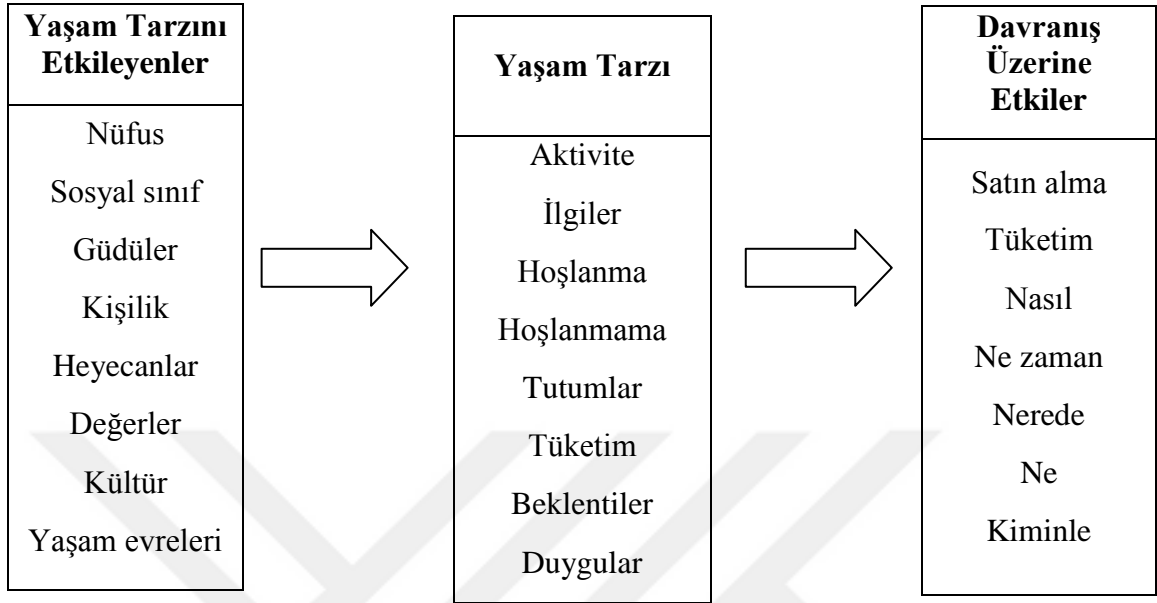 Yaşam Tarzını
Etkileyenler
Nüfus
Sosyal sınıf
Güdüler
Kişilik
Heyecanlar
Değerler
Kültür
Yaşam evreleri
Yaşam Tarzı
Aktivite
İlgiler
Hoşlanma
Hoşlanmama
Tutumlar
Tüketim
Beklentiler
Duygular
Davranış
Üzerine
Etkiler
Satın alma
Tüketim
Nasıl
Ne zaman
Nerede
Ne
Kiminle